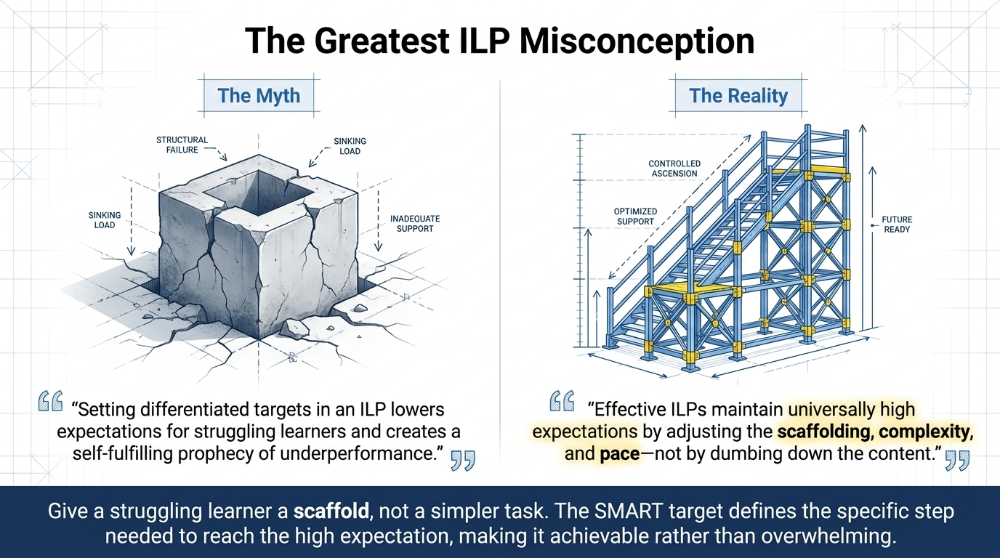 The Greatest ILP Misconception
The Myth
STRUCTURAL
FAILURE
SINKING
LOAD
SINKING
LOAD
INADEQUATE
SUPPORT
“Setting differentiated targets in an ILP lowers
expectations for struggling learners and creates a
self-fulfilling prophecy of underperformance.”
The Reality
CONTROLLED
ASCENSION
OPTIMIZED
SUPPORT
FUTURE
READY
“Effective ILPs maintain universally high
expectations by adjusting the scaffolding, complexity,
and pace—not by dumbing down the content.”
Give a struggling learner a scaffold, not a simpler task. The SMART target defines the specific step
needed to reach the high expectation, making it achievable rather than overwhelming.